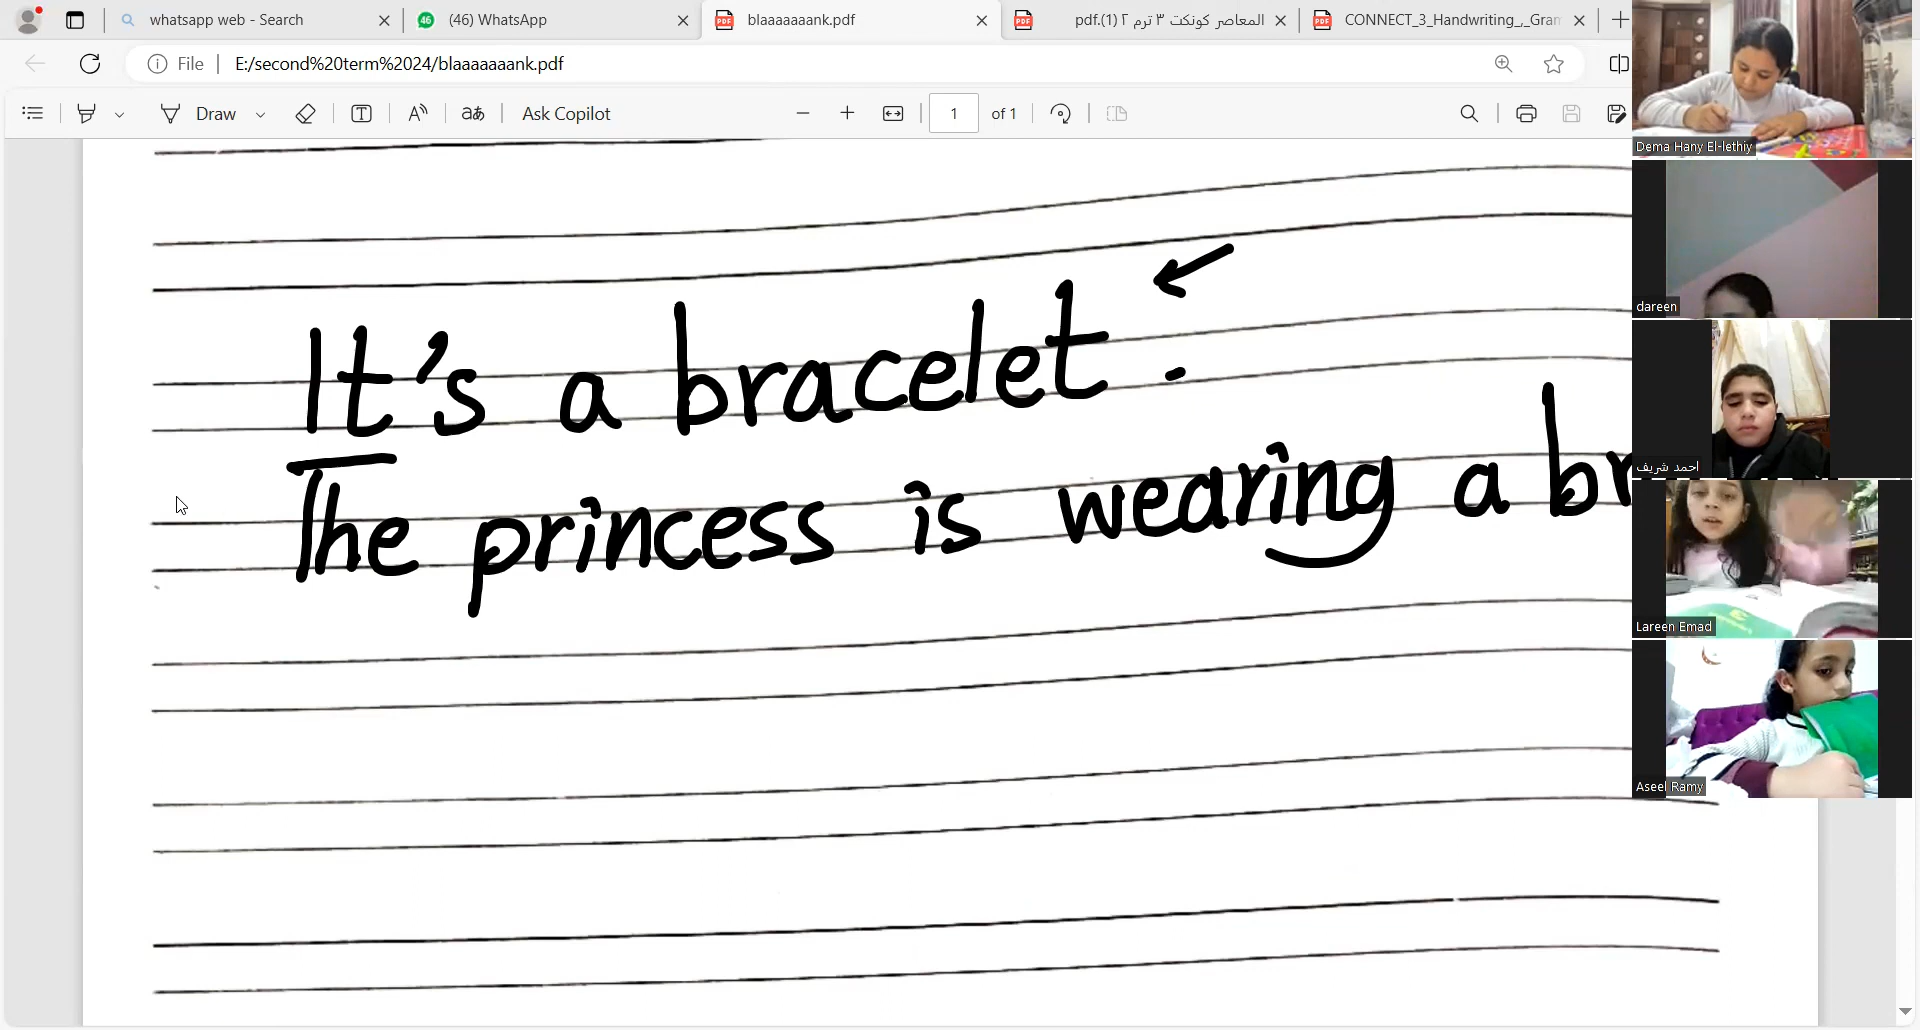 whatsapp web - Search
(46) WhatsApp
blaaaaaaank.pdf
المعاصر كونكت ٣ ترم ٢ (1).pdf
CONNECT_3_Handwriting_,_Gran
File
E:/second%20term%2024/blaaaaaaank.pdf
Draw
Ask Copilot
1 of 1
It's a bracelet.
The princess is wearing a br
Dema Hany El-lethiy
dareen
احمد شريف
Lareen Emad
Aseel Ramy